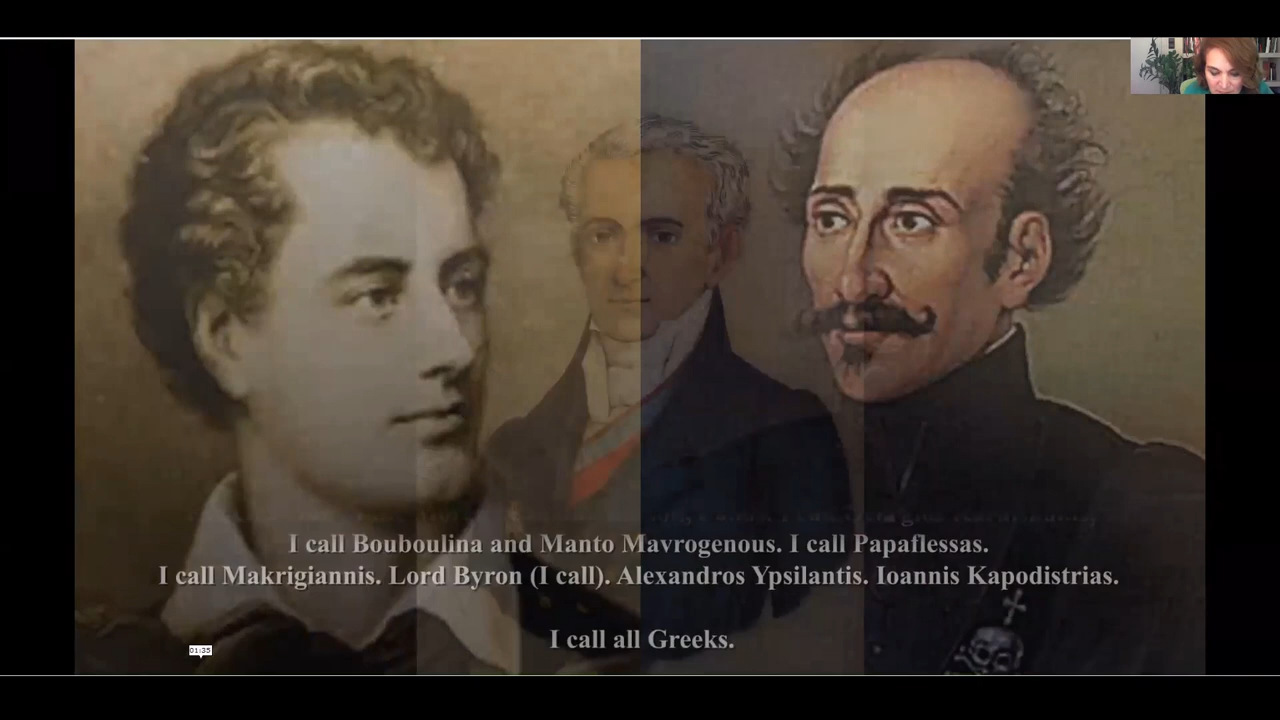 I call Bouboulina and Manto Mavrogenous. I call Papaflessas.
I call Makrigiannis. Lord Byron (I call). Alexandros Ypsilantis. Ioannis Kapodistrias.
I call all Greeks.
01:35